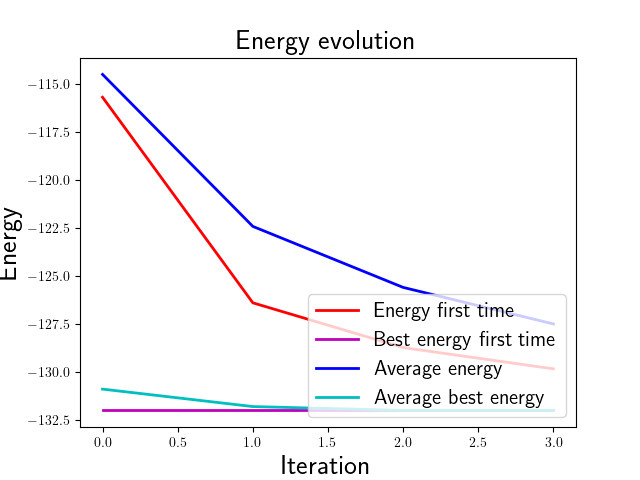 Energy evolution
Energy
−115.0
−117.5
−120.0
−122.5
−125.0
−127.5
−130.0
−132.5
Energy first time
Best energy first time
Average energy
Average best energy
0.0 0.5 1.0 1.5 2.0 2.5 3.0
Iteration